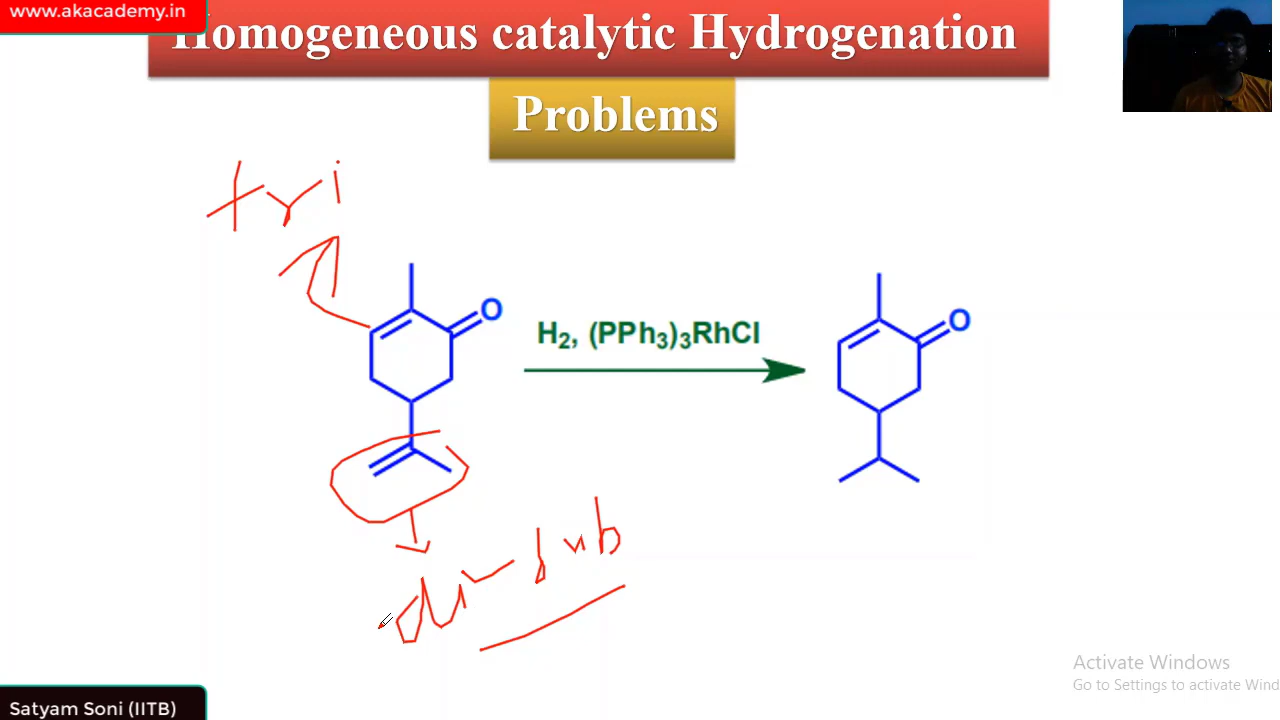 www.akacademy.in
Homogeneous catalytic Hydrogenation
Problems
tri
O
H₂, (PPh₃)₃RhCl
O
di-sub
Activate Windows
Go to Settings to activate Wind
Satyam Soni (IITB)